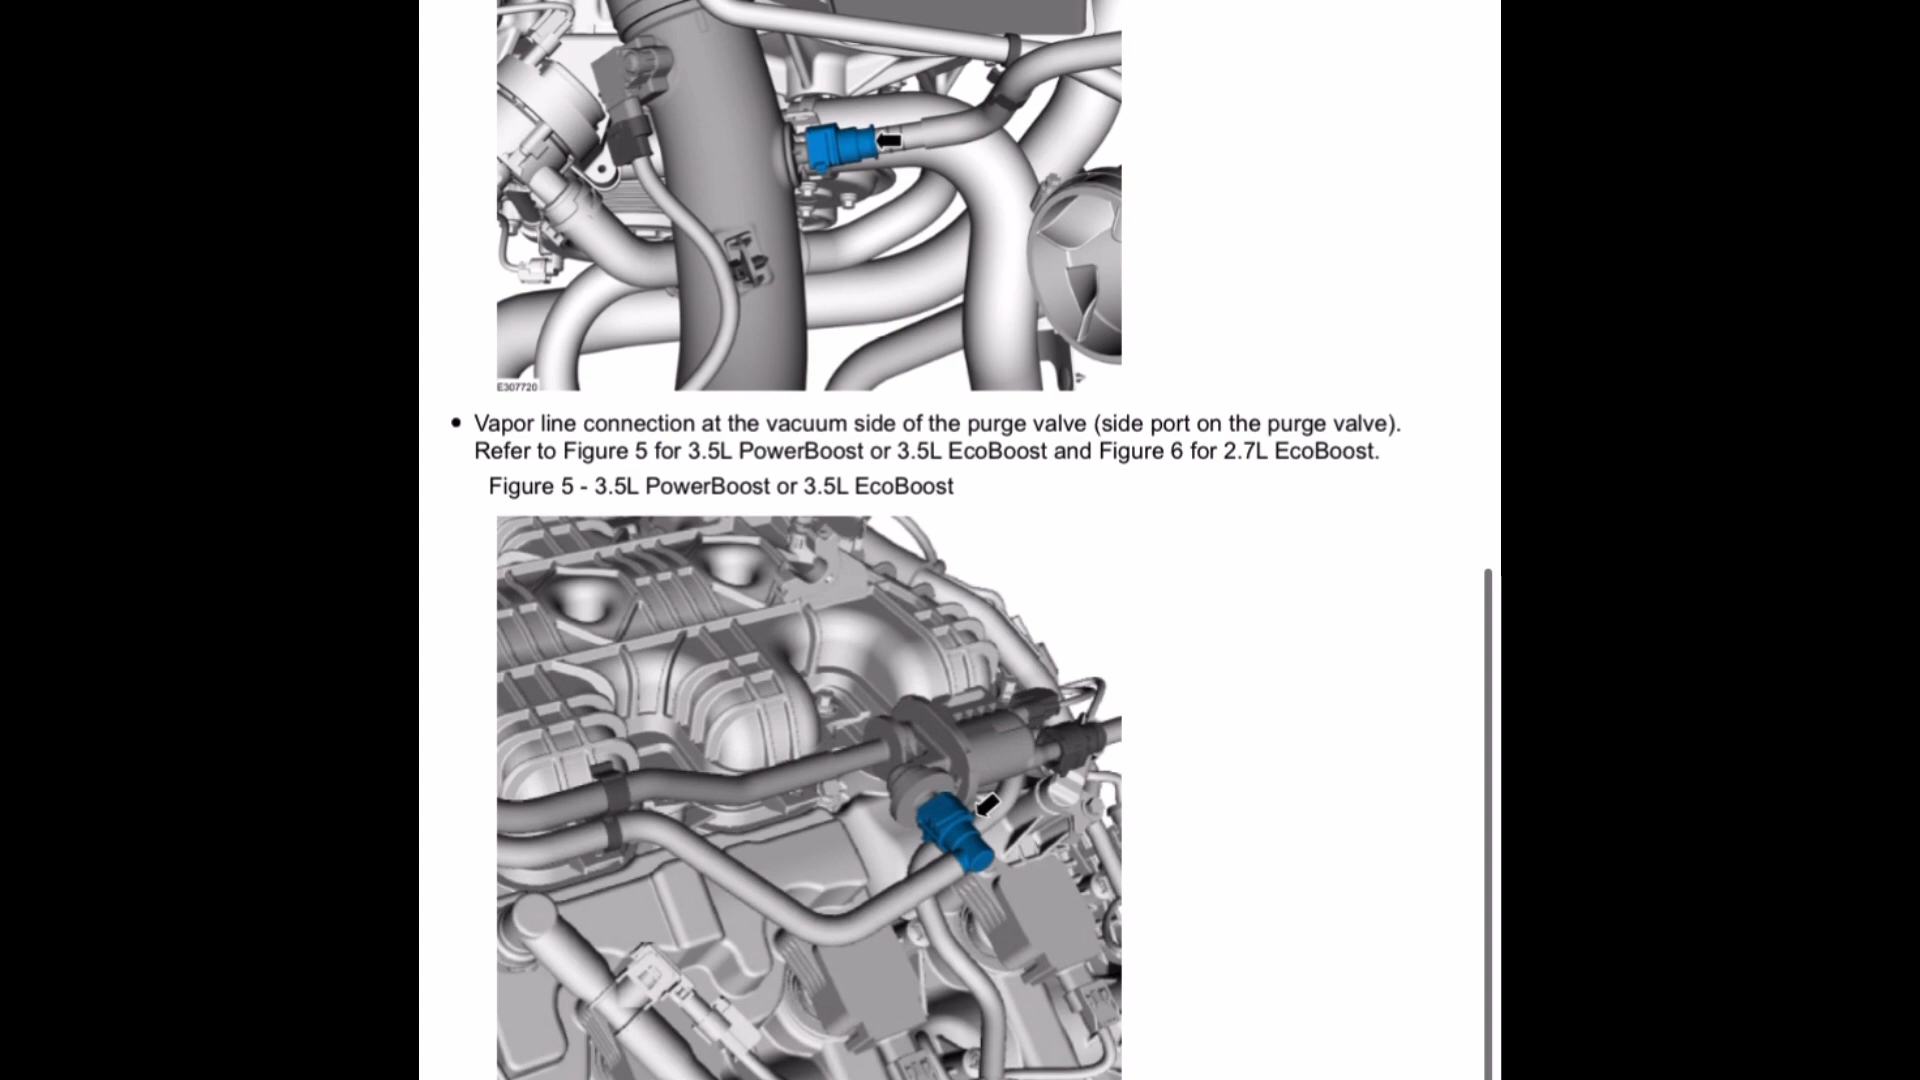 E307720
• Vapor line connection at the vacuum side of the purge valve (side port on the purge valve).
Refer to Figure 5 for 3.5L PowerBoost or 3.5L EcoBoost and Figure 6 for 2.7L EcoBoost.
Figure 5 - 3.5L PowerBoost or 3.5L EcoBoost